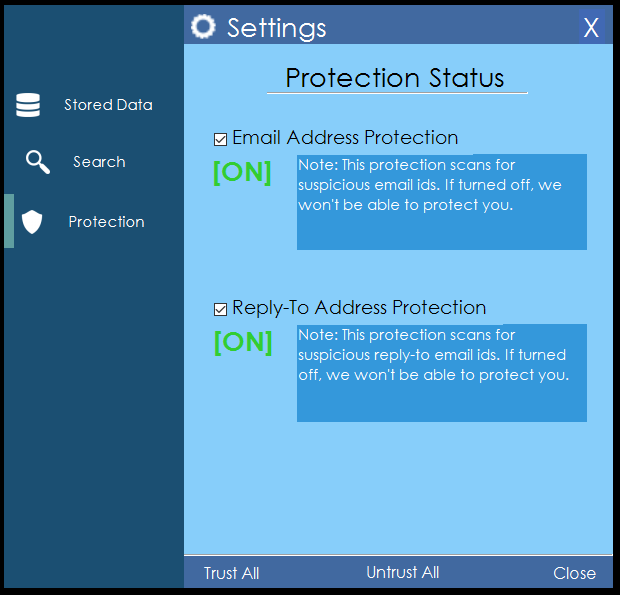 Settings
X
Stored Data
Search
Protection
Protection Status
Email Address Protection
[ON]
Note: This protection scans for
suspicious email ids. If turned off, we
won't be able to protect you.
Reply-To Address Protection
[ON]
Note: This protection scans for
suspicious reply-to email ids. If turned
off, we won't be able to protect you.
Trust All
Untrust All
Close